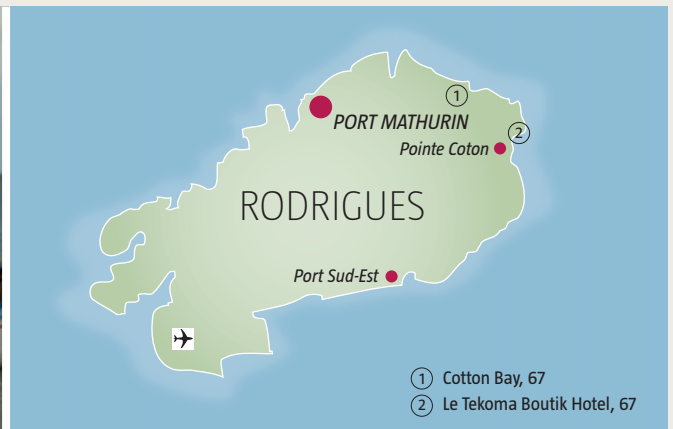 ①
PORT MATHURIN
②
Pointe Coton
RODRIGUES
Port Sud-Est
① Cotton Bay, 67
② Le Tekoma Boutik Hotel, 67